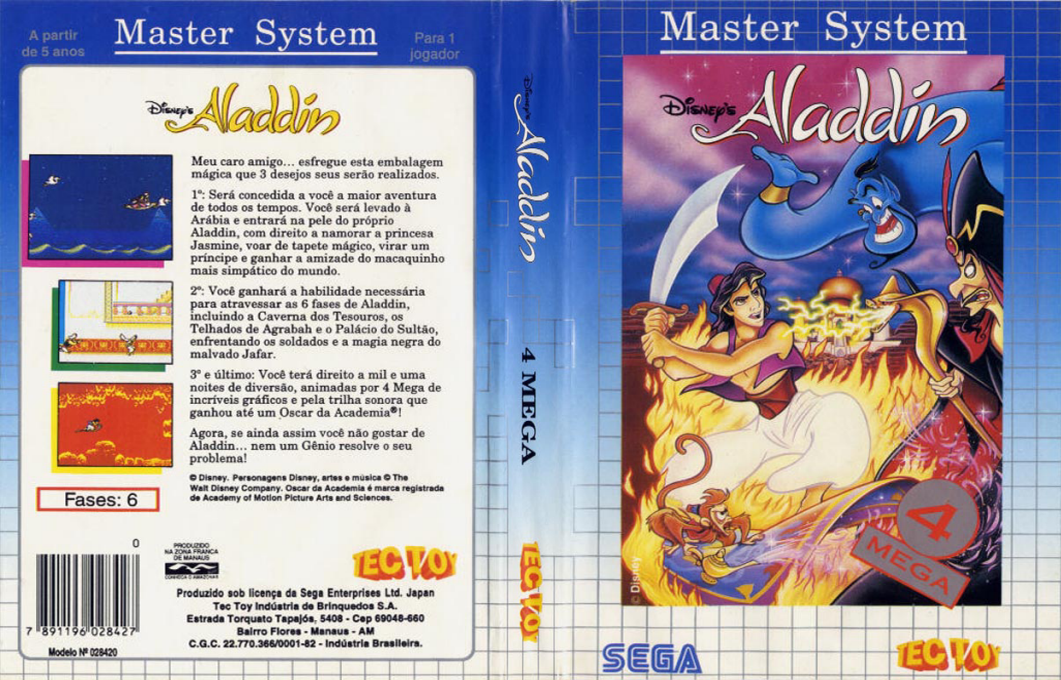 A partir
de 5 anos
Master System
Para 1
jogador
Disney's
Aladdin
Meu caro amigo... esfregue esta embalagem
mágica que 3 desejos seus serão realizados.
1º: Será concedida a você a maior aventura
de todos os tempos. Você será levado à
Arábia e entrará na pele do próprio
Aladdin, com direito a namorar a princesa
Jasmine, voar de tapete mágico, virar um
príncipe e ganhar a amizade do macaquinho
mais simpático do mundo.
2º: Você ganhará a habilidade necessária
para atravessar as 6 fases de Aladdin,
incluindo a Caverna dos Tesouros, os
Telhados de Agrabah e o Palácio do Sultão,
enfrentando os soldados e a magia negra do
malvado Jafar.
3º e último: Você terá direito a mil e uma
noites de diversão, animadas por 4 Mega de
incríveis gráficos e pela trilha sonora que
ganhou até um Oscar da Academia®!
Agora, se ainda assim você não gostar de
Aladdin... nem um Gênio resolve o seu
problema!
© Disney. Personagens Disney, artes e música © The
Walt Disney Company. Oscar da Academia é marca registrada
de Academy of Motion Picture Arts and Sciences.
Fases: 6
0
7 891196 028427
Modelo Nº 028420
PRODUZIDO
NA ZONA FRANCA
DE MANAUS
CONHEÇA O AMAZONAS
TEC TOY
Produzido sob licença da Sega Enterprises Ltd. Japan
Tec Toy Indústria de Brinquedos S.A.
Estrada Torquato Tapajós, 5408 - Cep 69048-660
Bairro Flores - Manaus - AM
C.G.C. 22.770.366/0001-82 - Indústria Brasileira.
Disney's
Aladdin
4 MEGA
TEC TOY
Master System
Disney's
Aladdin
4
MEGA
© Disney
SEGA
TEC TOY